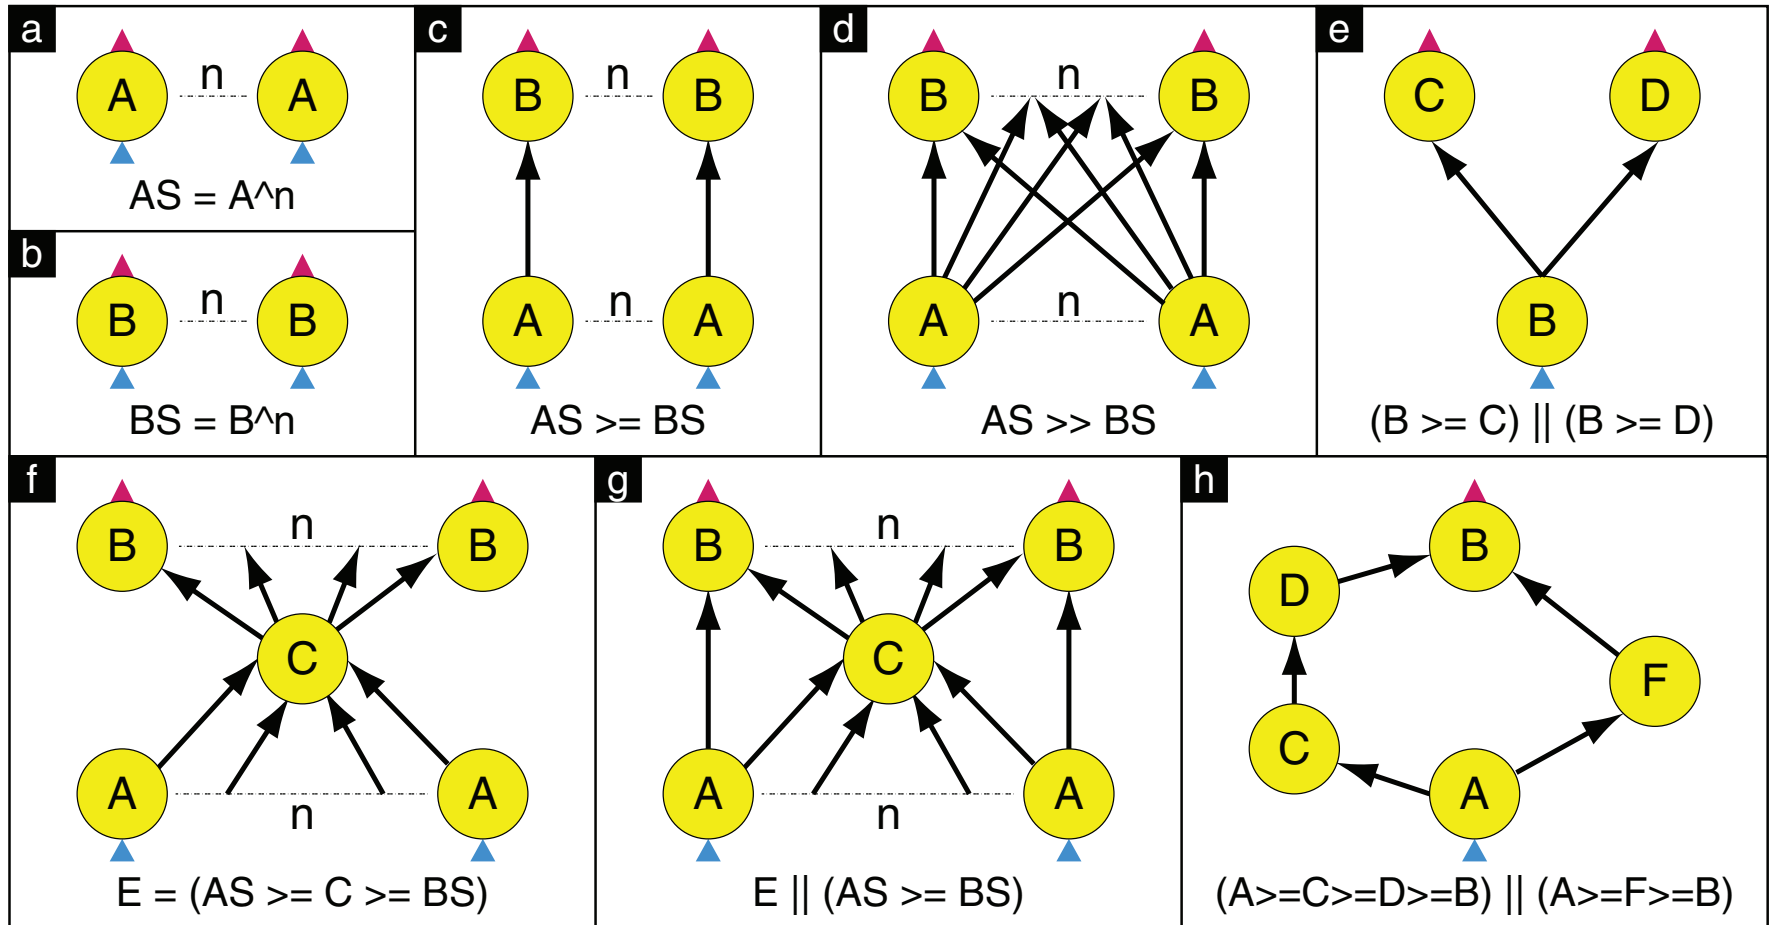 a
A n A
AS = A^n
b
B n B
BS = B^n
c
B n B
A n A
AS >= BS
d
B n B
A n A
AS >> BS
e
C D
B
(B >= C) || (B >= D)
f
B n B
C
A n A
E = (AS >= C >= BS)
g
B n B
C
A n A
E || (AS >= BS)
h
B
D
F
C
A
(A>=C>=D>=B) || (A>=F>=B)